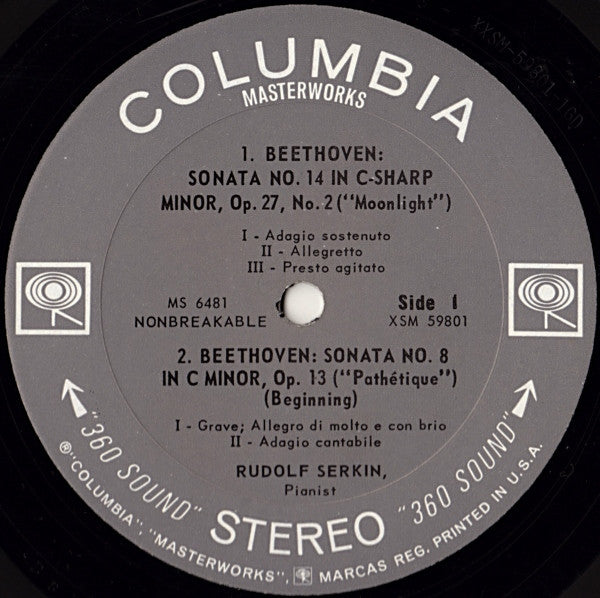 COLUMBIA
MASTERWORKS
1. BEETHOVEN:
SONATA NO. 14 IN C-SHARP
MINOR, Op. 27, No. 2 ("Moonlight")
I - Adagio sostenuto
II - Allegretto
III - Presto agitato
MS 6481
NONBREAKABLE
Side 1
XSM 59801
2. BEETHOVEN: SONATA NO. 8
IN C MINOR, Op. 13 ("Pathétique")
(Beginning)
I - Grave; Allegro di molto e con brio
II - Adagio cantabile
RUDOLF SERKIN,
Pianist
"360 SOUND" STEREO "360 SOUND"
® "COLUMBIA", "MASTERWORKS", MARCAS REG. PRINTED IN U.S.A.